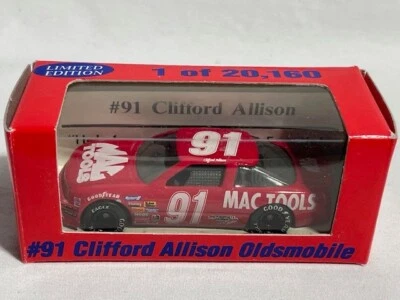 LIMITED
EDITION
1 of 20,160
#91 Clifford Allison
91
MAC
TOOLS
GOODYEAR
EAGLE
91
MAC TOOLS
#91 Clifford Allison Oldsmobile